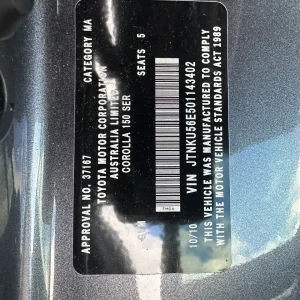 APPROVAL NO. 37167 CATEGORY MA
TOYOTA MOTOR CORPORATION
AUSTRALIA LIMITED
COROLLA 150 SER
SEATS 5
VIN JTNKU56E501143402
10/10
THIS VEHICLE WAS MANUFACTURED TO COMPLY
WITH THE MOTOR VEHICLE STANDARDS ACT 1989